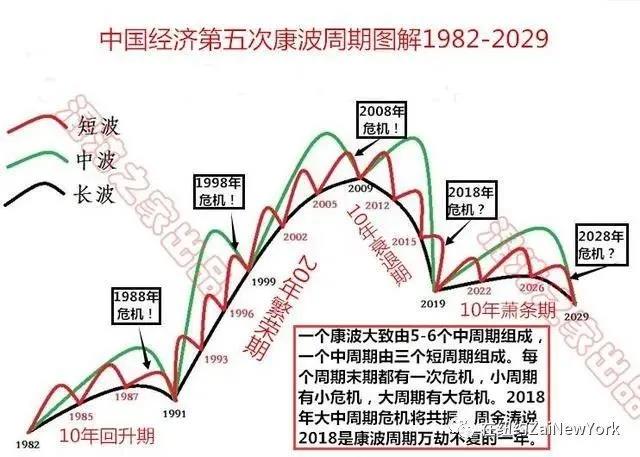 中国经济第五次康波周期图解1982-2029
短波
中波
长波
2008年
危机！
1998年
危机！
2018年
危机？
2028年
危机？
1988年
危机！
2009
2005
2012
2002
2015
1999
1996
1993
1991
1987
1985
1982
2019
2022
2026
2029
10年回升期
20年繁荣期
10年衰退期
10年萧条期
之家出品
之家出品
一个康波大致由5-6个中周期组成，
一个中周期由三个短周期组成。每
个周期末期都有一次危机，小周期
有小危机，大周期有大危机。2018
年大中周期危机将共振，周金涛说
2018是康波周期万劫不复的一年。
在纽约ZaiNewYork